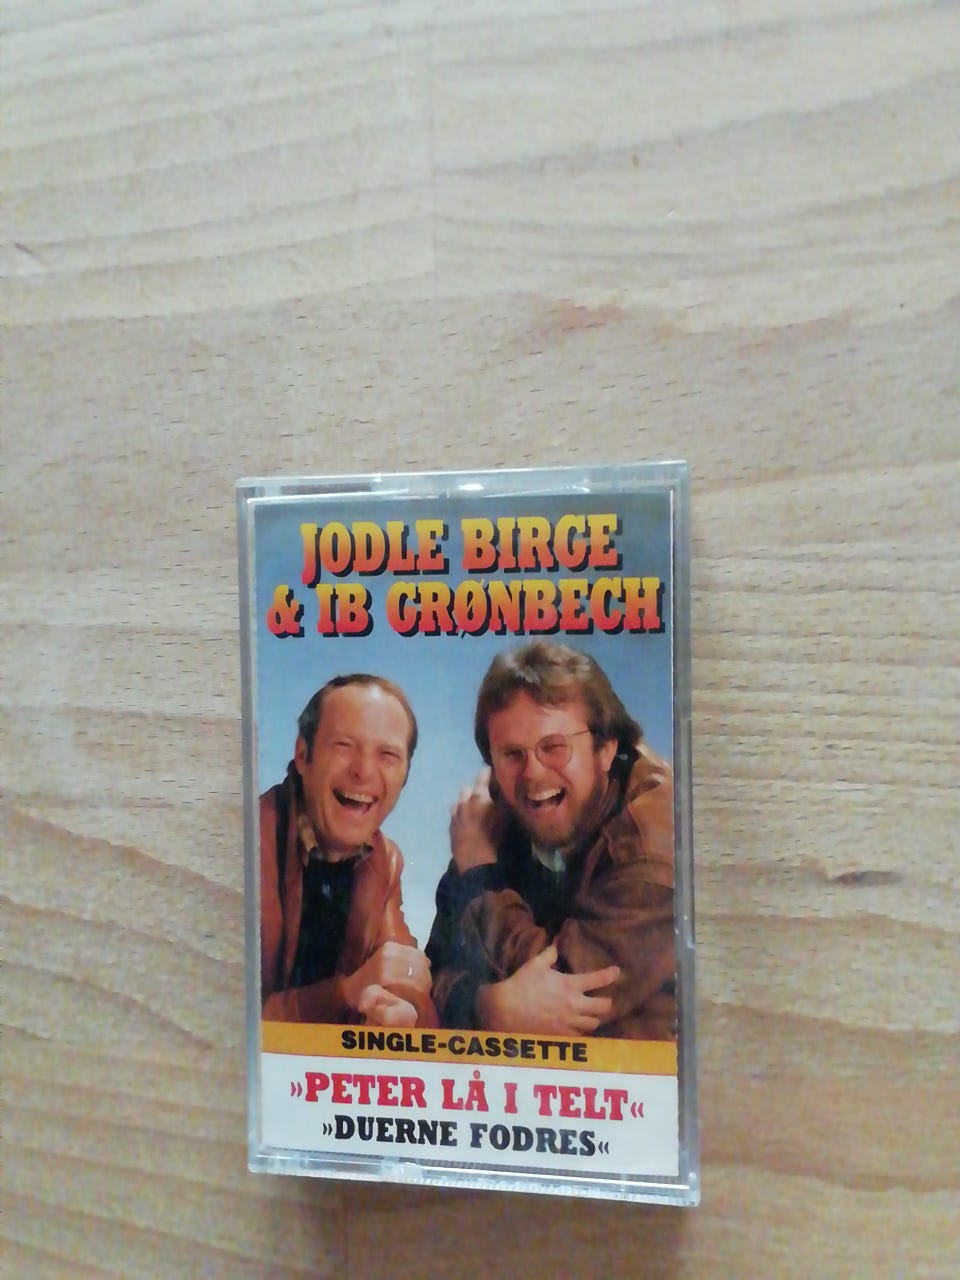 JODLE BIRGE
& IB GRØNBECH
SINGLE-CASSETTE
»PETER LÅ I TELT«
»DUERNE FODRES«